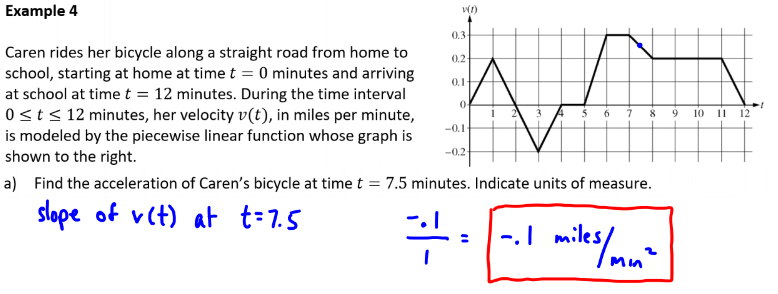 Example 4
Caren rides her bicycle along a straight road from home to
school, starting at home at time t = 0 minutes and arriving
at school at time t = 12 minutes. During the time interval
0 ≤ t ≤ 12 minutes, her velocity v(t), in miles per minute,
is modeled by the piecewise linear function whose graph is
shown to the right.
v(t)
0.3
0.2
0.1
0
-0.1
-0.2
1 2 3 4 5 6 7 8 9 10 11 12 t
a) Find the acceleration of Caren's bicycle at time t = 7.5 minutes. Indicate units of measure.
slope of v(t) at t=7.5
-.1/1 = -.1 miles/min²